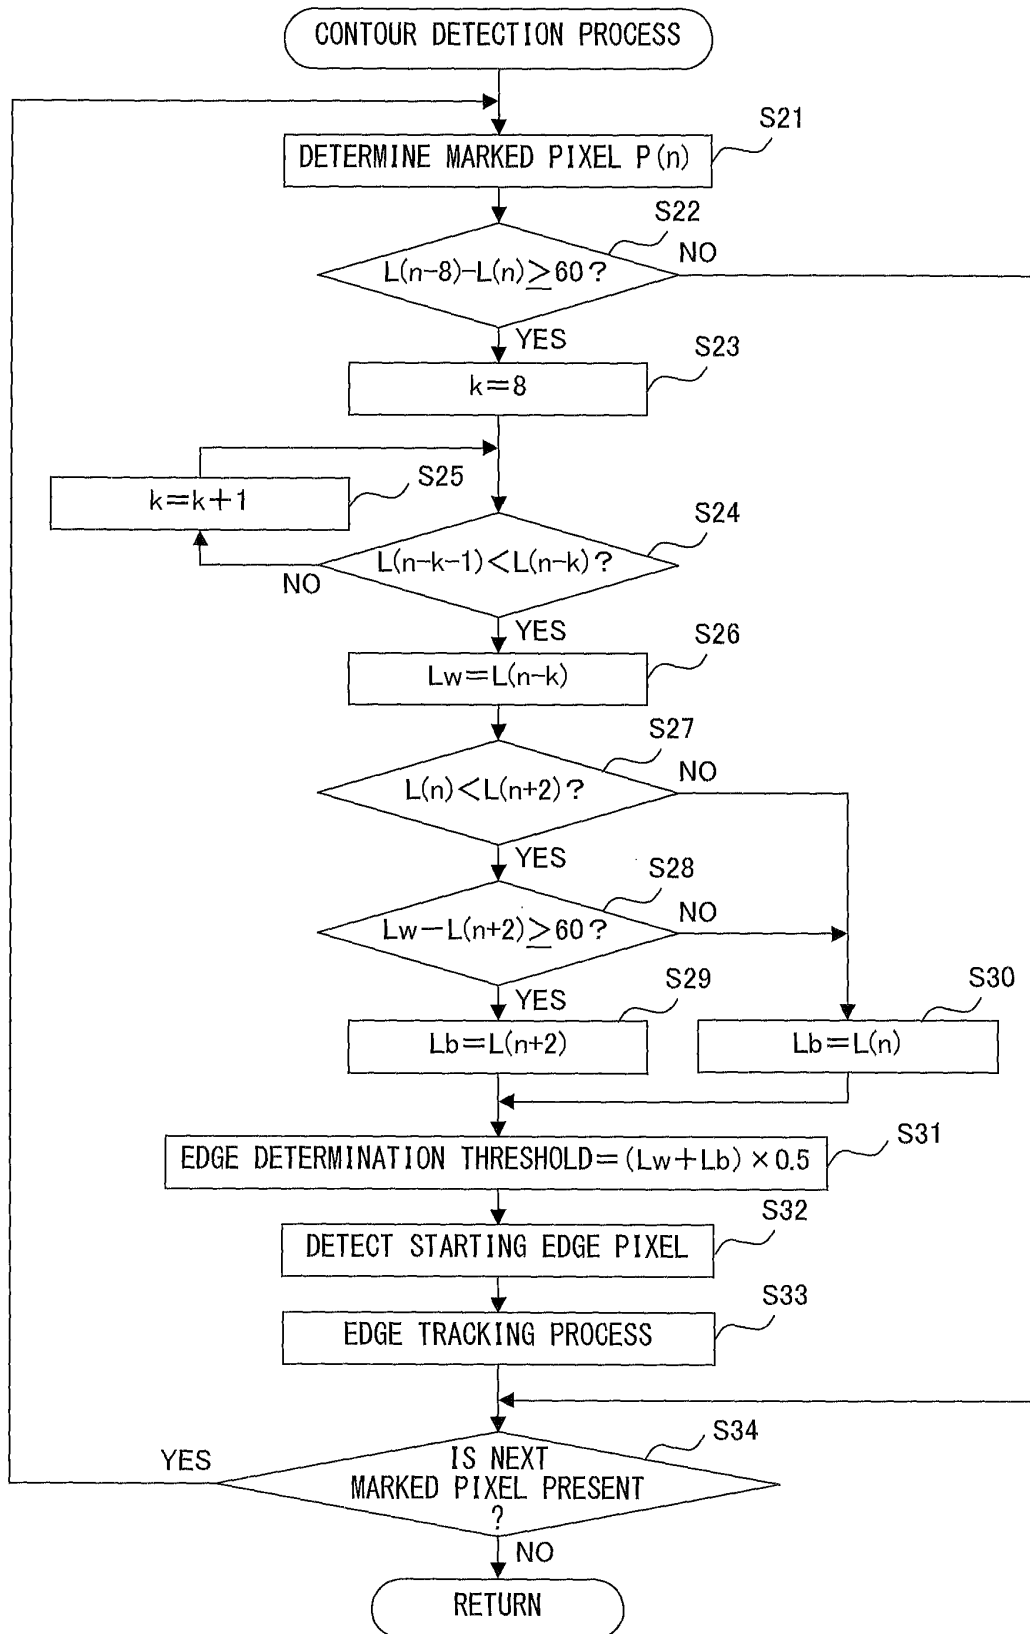 CONTOUR DETECTION PROCESS
S21
DETERMINE MARKED PIXEL P(n)
S22
L(n-8)-L(n)≧60?
NO
YES
S23
k=8
S25
k=k+1
S24
L(n-k-1)<L(n-k)?
NO
YES
S26
Lw=L(n-k)
S27
L(n)<L(n+2)?
NO
YES
S28
Lw-L(n+2)≧60?
NO
YES
S29
Lb=L(n+2)
S30
Lb=L(n)
S31
EDGE DETERMINATION THRESHOLD=(Lw+Lb)×0.5
S32
DETECT STARTING EDGE PIXEL
S33
EDGE TRACKING PROCESS
S34
IS NEXT
MARKED PIXEL PRESENT
?
YES
NO
RETURN